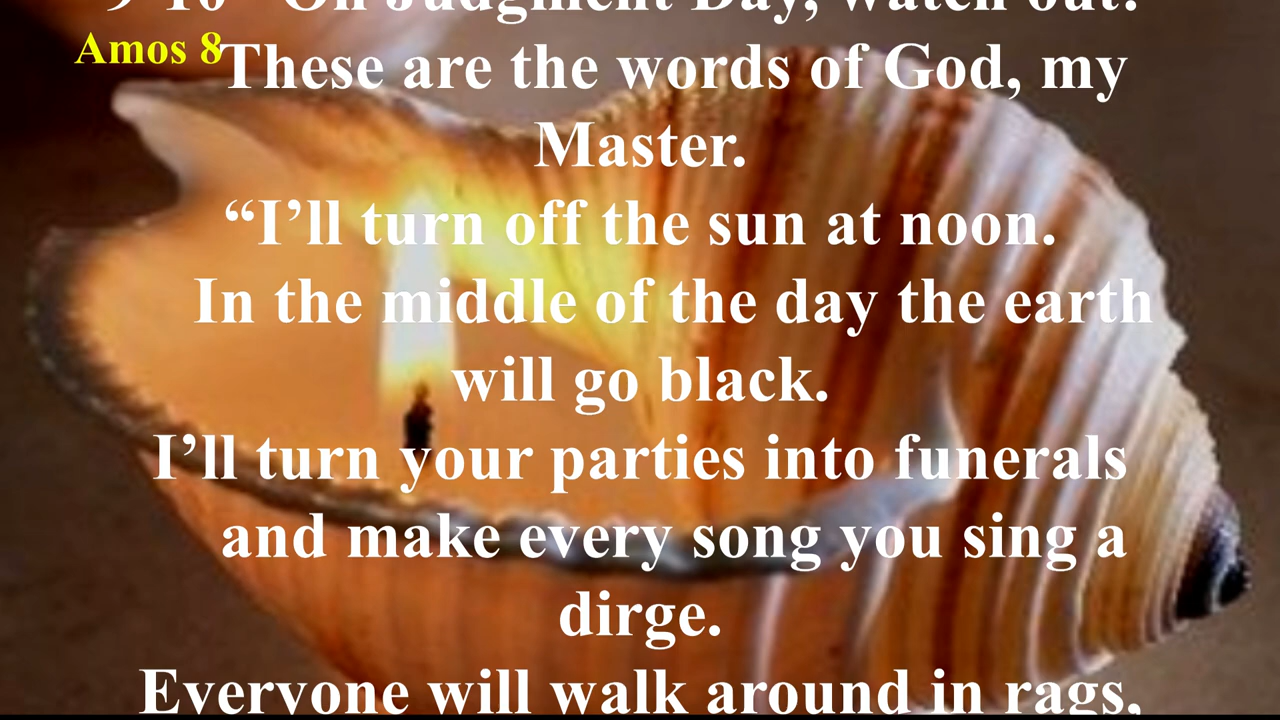 9-10 “On Judgment Day, watch out!”
Amos 8
These are the words of God, my
Master.
“I’ll turn off the sun at noon.
In the middle of the day the earth
will go black.
I’ll turn your parties into funerals
and make every song you sing a
dirge.
Everyone will walk around in rags,